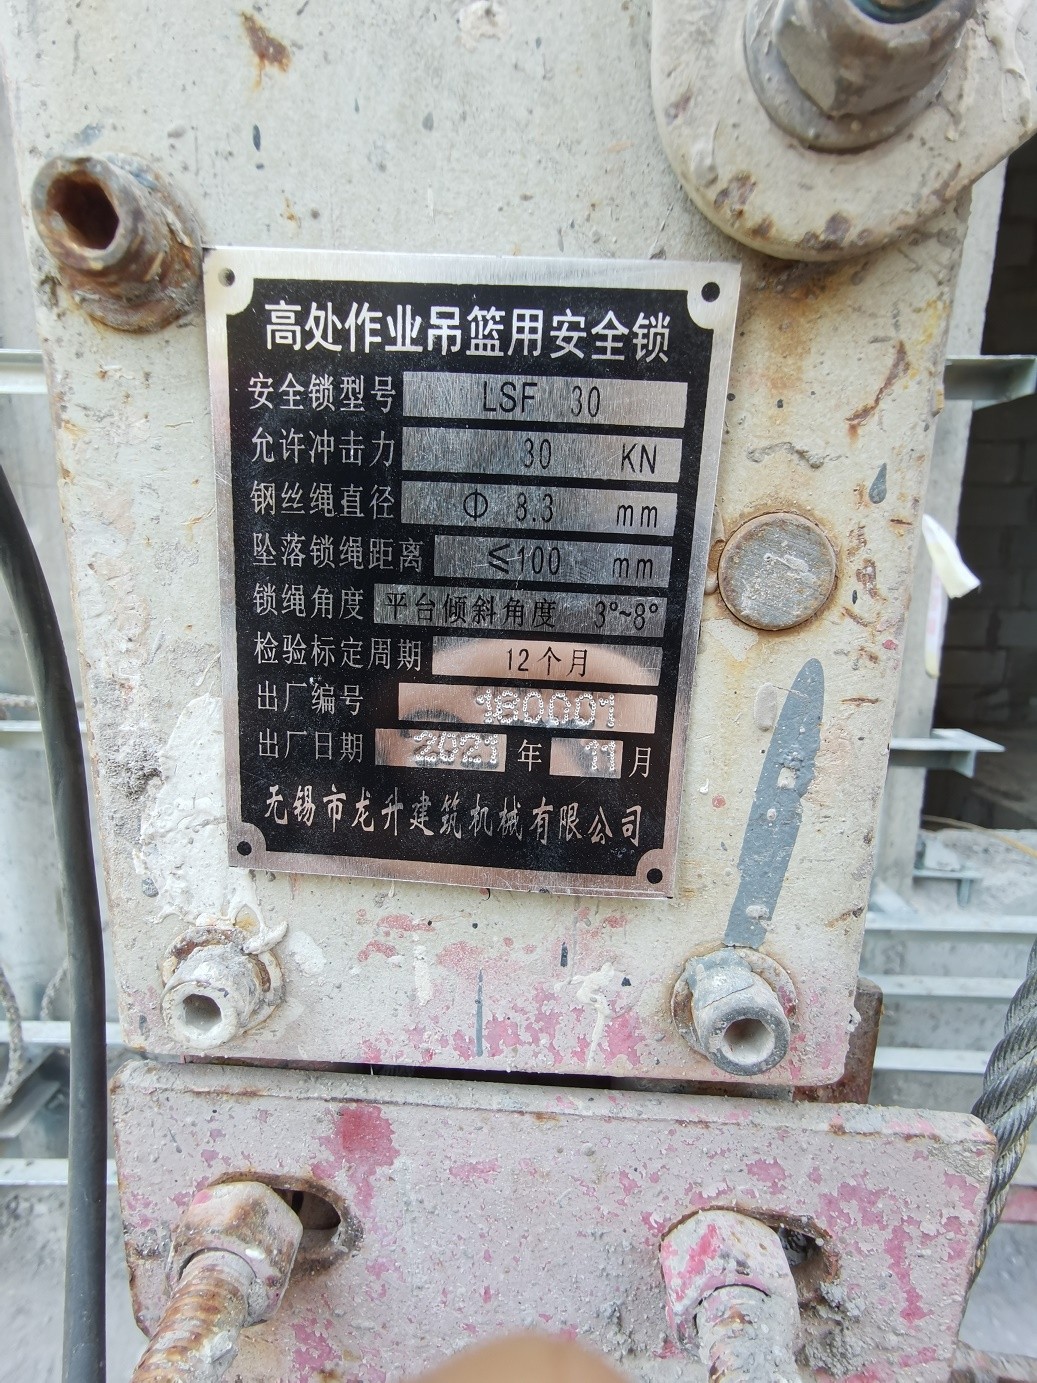 高处作业吊篮用安全锁
安全锁型号 LSF 30
允许冲击力 30 KN
钢丝绳直径 Φ 8.3 mm
坠落锁绳距离 ≤100 mm
锁绳角度 平台倾斜角度 3°~8°
检验标定周期 12个月
出厂编号 160001
出厂日期 2021 年 11 月
无锡市龙升建筑机械有限公司